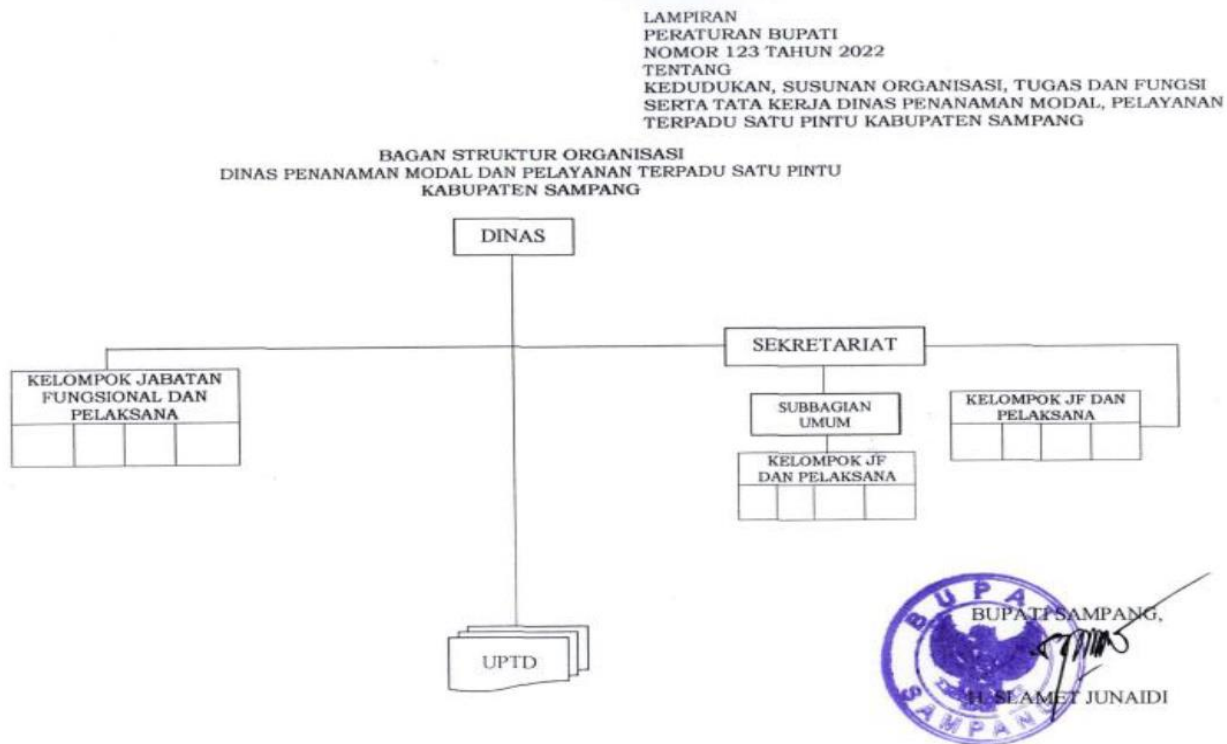 LAMPIRAN
PERATURAN BUPATI
NOMOR 123 TAHUN 2022
TENTANG
KEDUDUKAN, SUSUNAN ORGANISASI, TUGAS DAN FUNGSI
SERTA TATA KERJA DINAS PENANAMAN MODAL, PELAYANAN
TERPADU SATU PINTU KABUPATEN SAMPANG
BAGAN STRUKTUR ORGANISASI
DINAS PENANAMAN MODAL DAN PELAYANAN TERPADU SATU PINTU
KABUPATEN SAMPANG
DINAS
SEKRETARIAT
KELOMPOK JABATAN
FUNGSIONAL DAN
PELAKSANA
SUBBAGIAN
UMUM
KELOMPOK JF DAN
PELAKSANA
KELOMPOK JF
DAN PELAKSANA
UPTD
BUPATI SAMPANG,
H. SLAMET JUNAIDI
BUPATI
SAMPANG